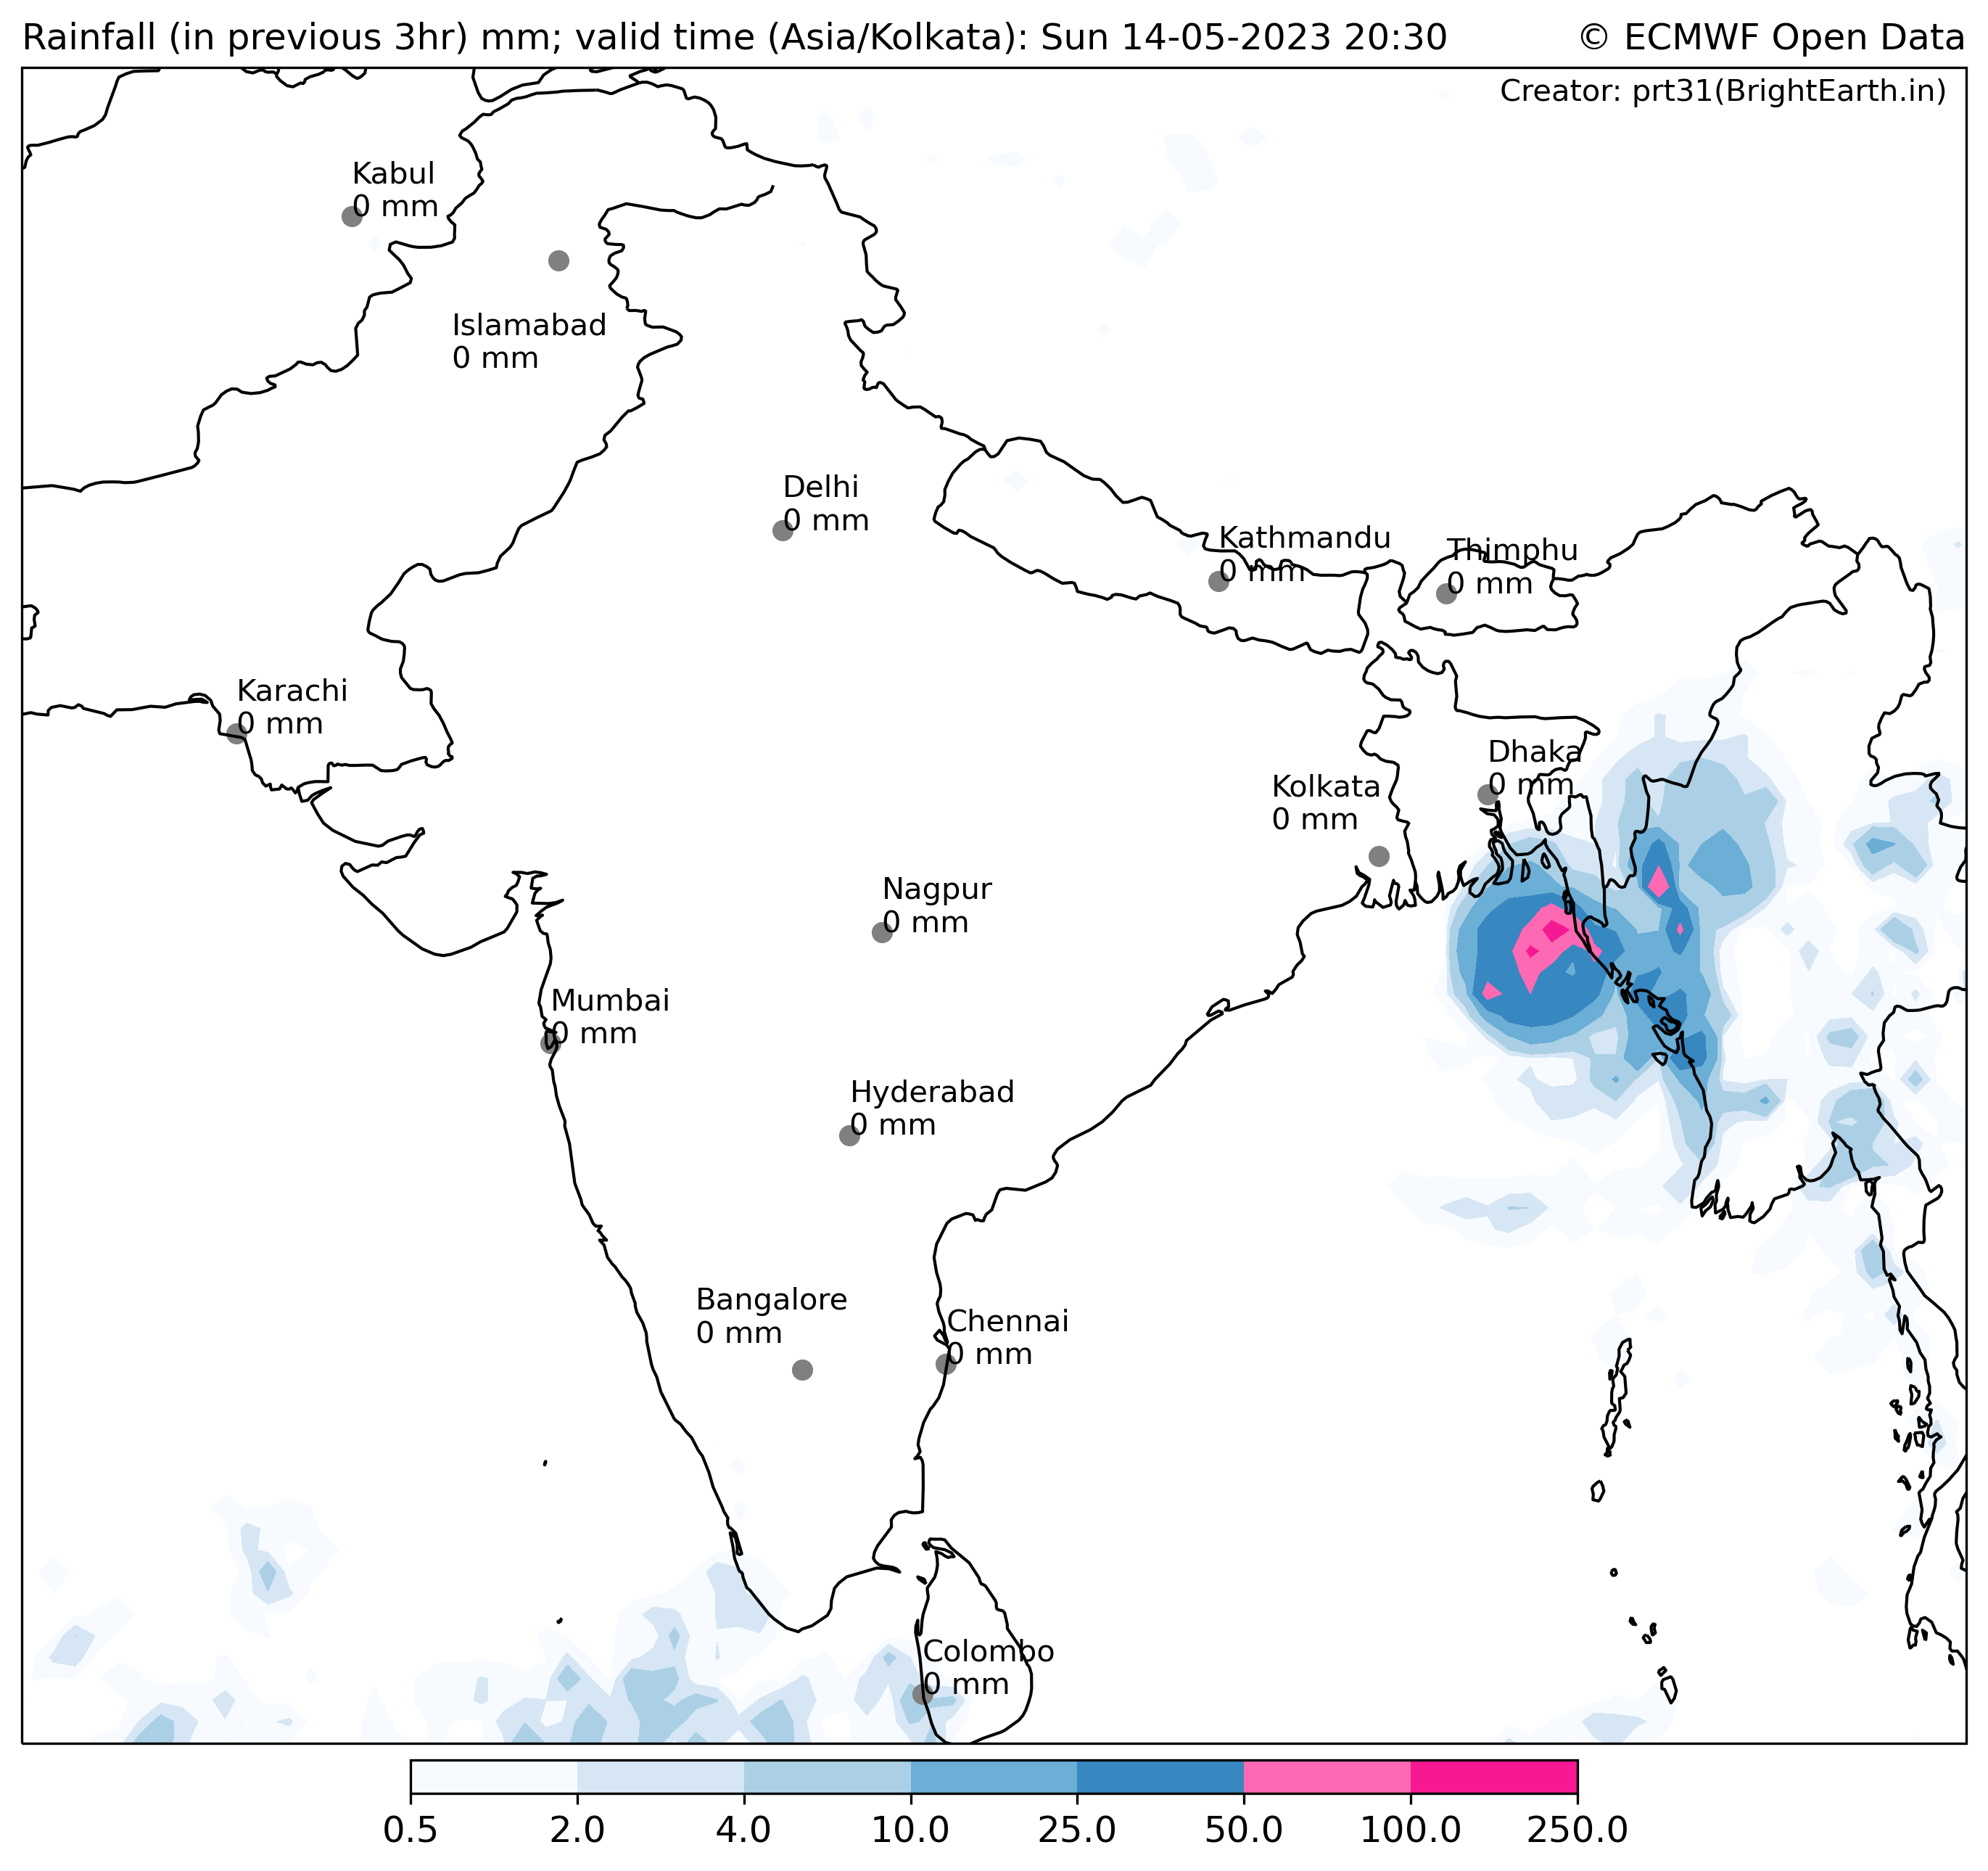 Rainfall (in previous 3hr) mm; valid time (Asia/Kolkata): Sun 14-05-2023 20:30
© ECMWF Open Data
Creator: prt31(BrightEarth.in)
Kabul
0 mm
Islamabad
0 mm
Delhi
0 mm
Kathmandu
0 mm
Thimphu
0 mm
Karachi
0 mm
Dhaka
0 mm
Kolkata
0 mm
Nagpur
0 mm
Mumbai
0 mm
Hyderabad
0 mm
Bangalore
0 mm
Chennai
0 mm
Colombo
0 mm
0.5 2.0 4.0 10.0 25.0 50.0 100.0 250.0